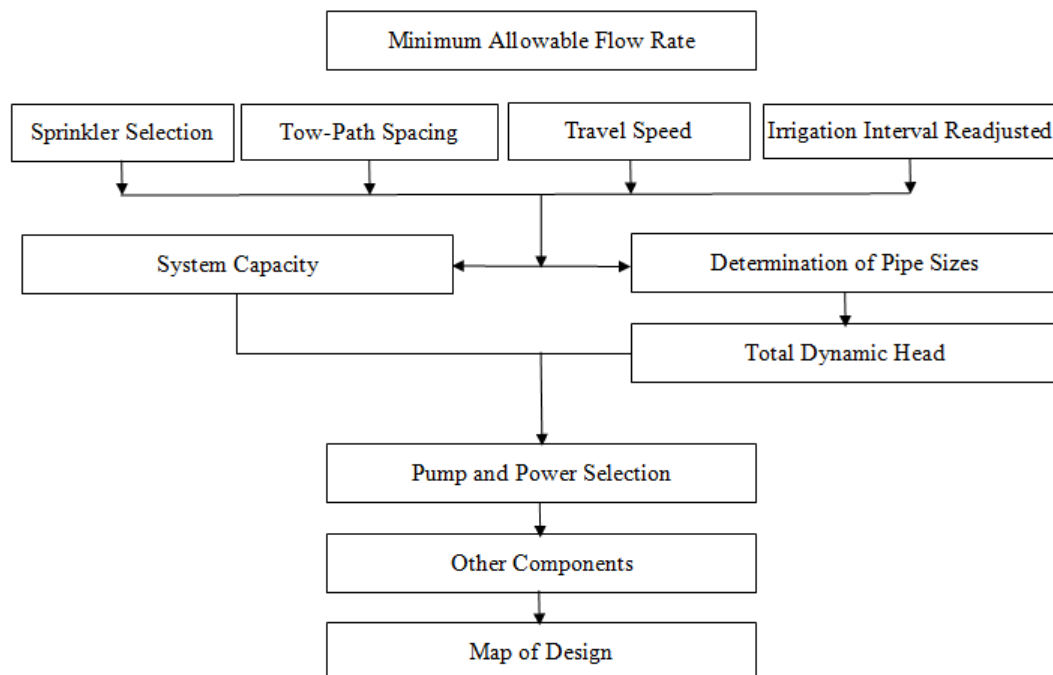 Minimum Allowable Flow Rate
Sprinkler Selection
Tow-Path Spacing
Travel Speed
Irrigation Interval Readjusted
System Capacity
Determination of Pipe Sizes
Total Dynamic Head
Pump and Power Selection
Other Components
Map of Design